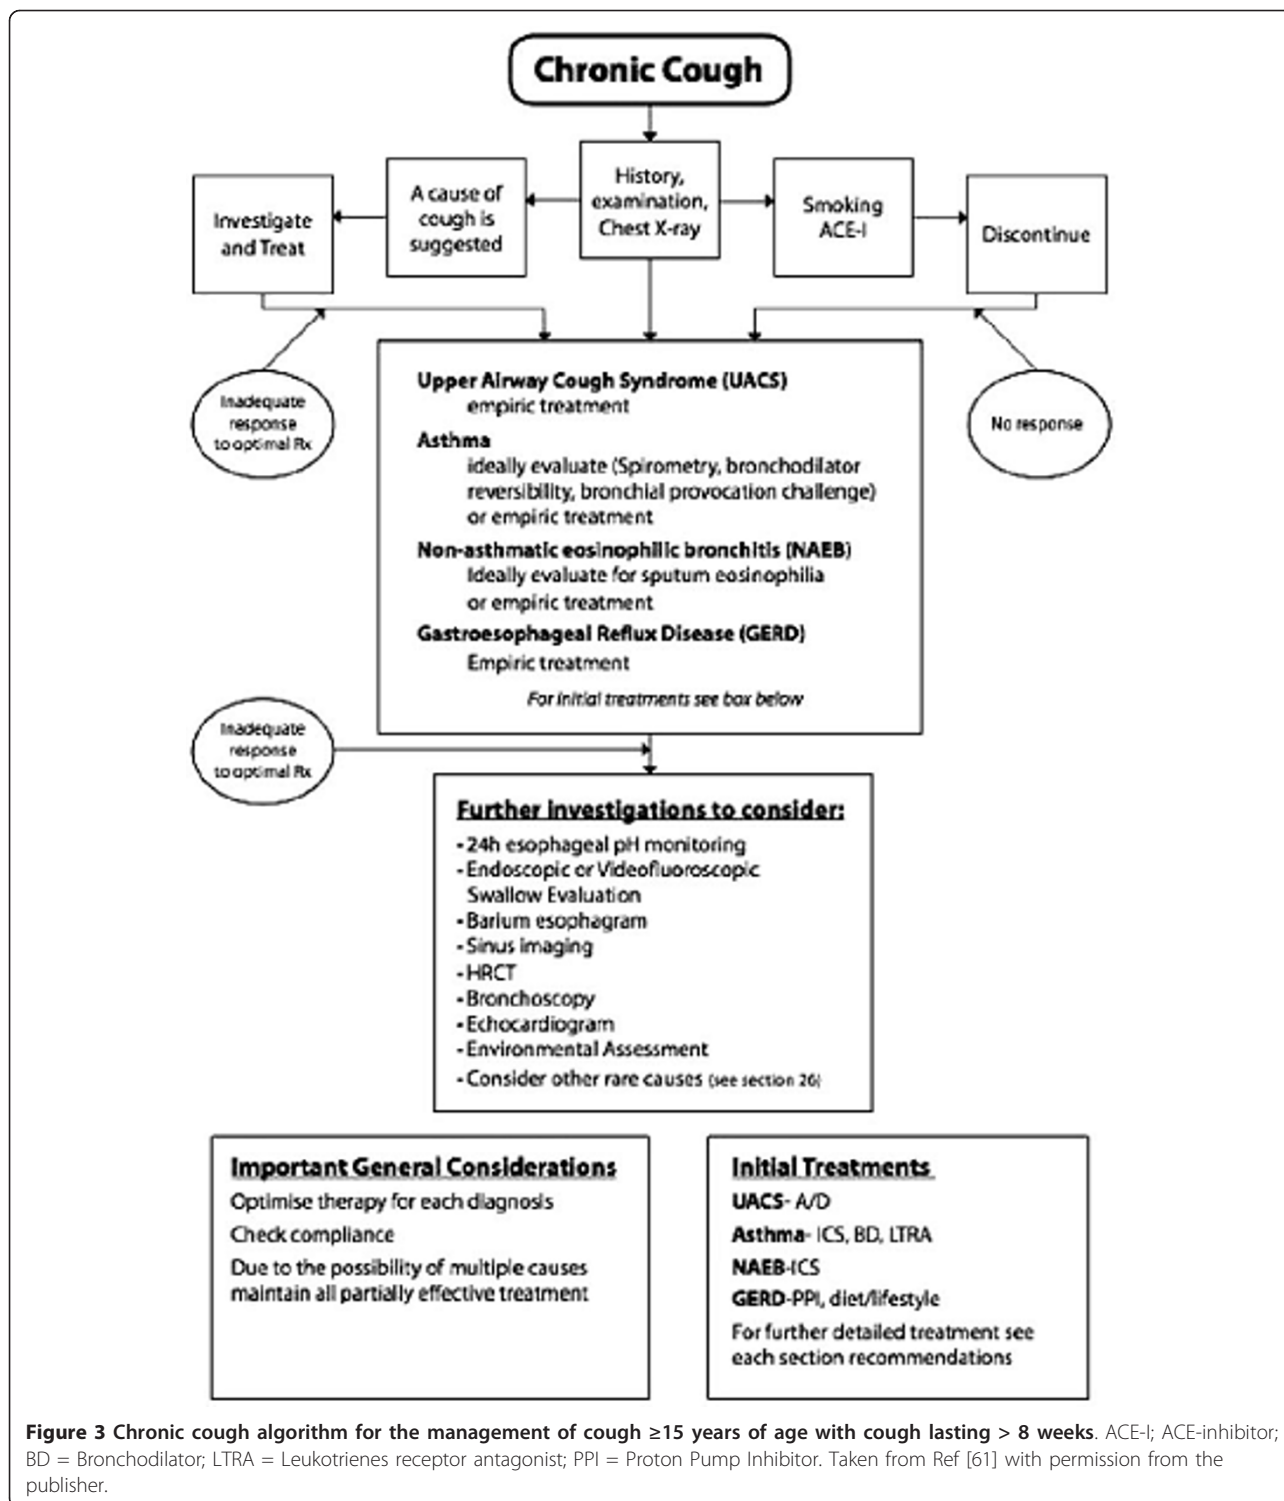 Chronic Cough
History,
examination,
Chest X-ray
A cause of
cough is
suggested
Investigate
and Treat
Smoking
ACE-I
Discontinue
Inadequate
response
to optimal Rx
No response
Upper Airway Cough Syndrome (UACS)
empiric treatment
Asthma
ideally evaluate (Spirometry, bronchodilator
reversibility, bronchial provocation challenge)
or empiric treatment
Non-asthmatic eosinophilic bronchitis (NAEB)
Ideally evaluate for sputum eosinophilia
or empiric treatment
Gastroesophageal Reflux Disease (GERD)
Empiric treatment
For initial treatments see box below
Inadequate
response
to optimal Rx
Further investigations to consider:
- 24h esophageal pH monitoring
- Endoscopic or Videofluoroscopic
Swallow Evaluation
- Barium esophagram
- Sinus imaging
- HRCT
- Bronchoscopy
- Echocardiogram
- Environmental Assessment
- Consider other rare causes (see section 26)
Important General Considerations
Optimise therapy for each diagnosis
Check compliance
Due to the possibility of multiple causes
maintain all partially effective treatment
Initial Treatments
UACS- A/D
Asthma- ICS, BD, LTRA
NAEB-ICS
GERD-PPI, diet/lifestyle
For further detailed treatment see
each section recommendations
Figure 3 Chronic cough algorithm for the management of cough ≥15 years of age with cough lasting > 8 weeks. ACE-I; ACE-inhibitor;
BD = Bronchodilator; LTRA = Leukotrienes receptor antagonist; PPI = Proton Pump Inhibitor. Taken from Ref [61] with permission from the
publisher.